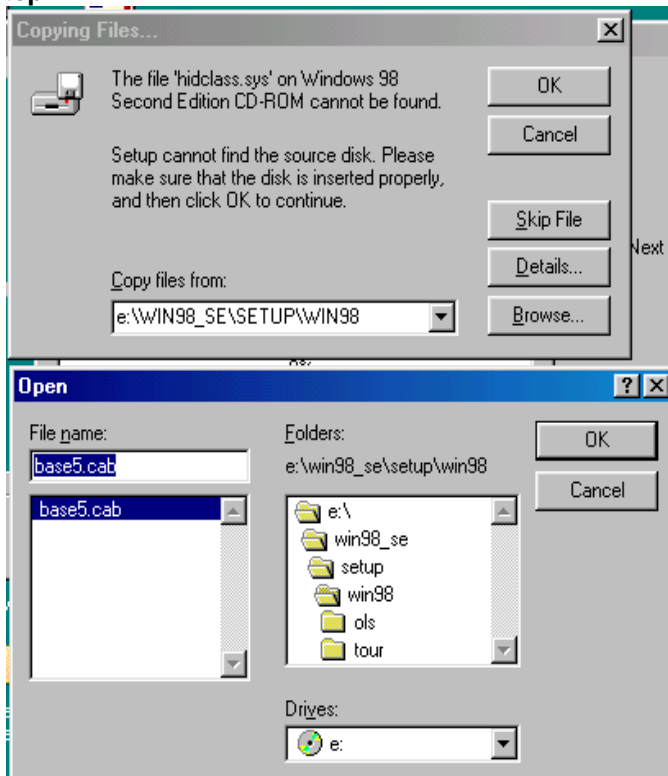 Copying Files...
The file 'hidclass.sys' on Windows 98
Second Edition CD-ROM cannot be found.
Setup cannot find the source disk. Please
make sure that the disk is inserted properly,
and then click OK to continue.
Copy files from:
e:\WIN98_SE\SETUP\WIN98
OK
Cancel
Skip File
Details...
Browse...
Next
Open
File name:
base5.cab
base5.cab
Folders:
e:\win98_se\setup\win98
e:\
win98_se
setup
win98
ols
tour
Drives:
e:
OK
Cancel